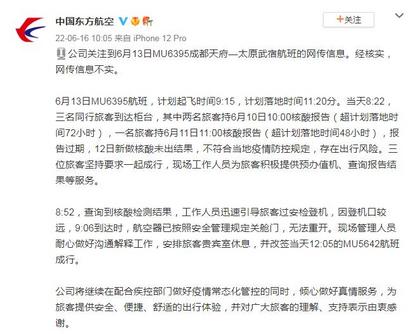 中国东方航空
22-06-16 10:05 来自 iPhone 12 Pro
+关注
公司关注到6月13日MU6395成都天府—太原武宿航班的网传信息。经核实，
网传信息不实。
6月13日MU6395航班，计划起飞时间9:15，计划落地时间11:20分。当天8:22，
三名同行旅客到达柜台，其中两名旅客持6月10日10:00核酸报告（超计划落地时
间72小时），一名旅客持6月11日11:00核酸报告（超计划落地时间48小时），报
告过期，12日新做核酸未出结果，不符合当地疫情防控规定，存在出行风险。三
位旅客坚持要求一起成行，现场工作人员为旅客积极提供预办值机、查询报告结
果等服务。
8:52，查询到核酸检测结果，工作人员迅速引导旅客过安检登机，因登机口较
远，9:06到达时，航空器已按照安全管理规定关舱门，无法重开。现场管理人员
耐心做好沟通解释工作，安排旅客贵宾室休息，并改签当天12:05的MU5642航班
成行。
公司将继续在配合疾控部门做好疫情常态化管控的同时，倾心做好真情服务，为
旅客提供安全、便捷、舒适的出行体验，并对广大旅客的理解、支持表示由衷感
谢。